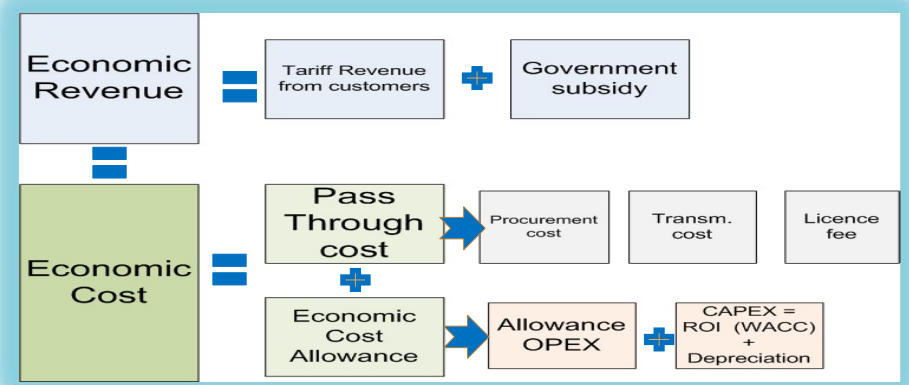 Economic
Revenue
Tariff Revenue
from customers
Government
subsidy
Economic
Cost
Pass
Through
cost
Procurement
cost
Transm.
cost
Licence
fee
Economic
Cost
Allowance
Allowance
OPEX
CAPEX =
ROI (WACC)
+
Depreciation